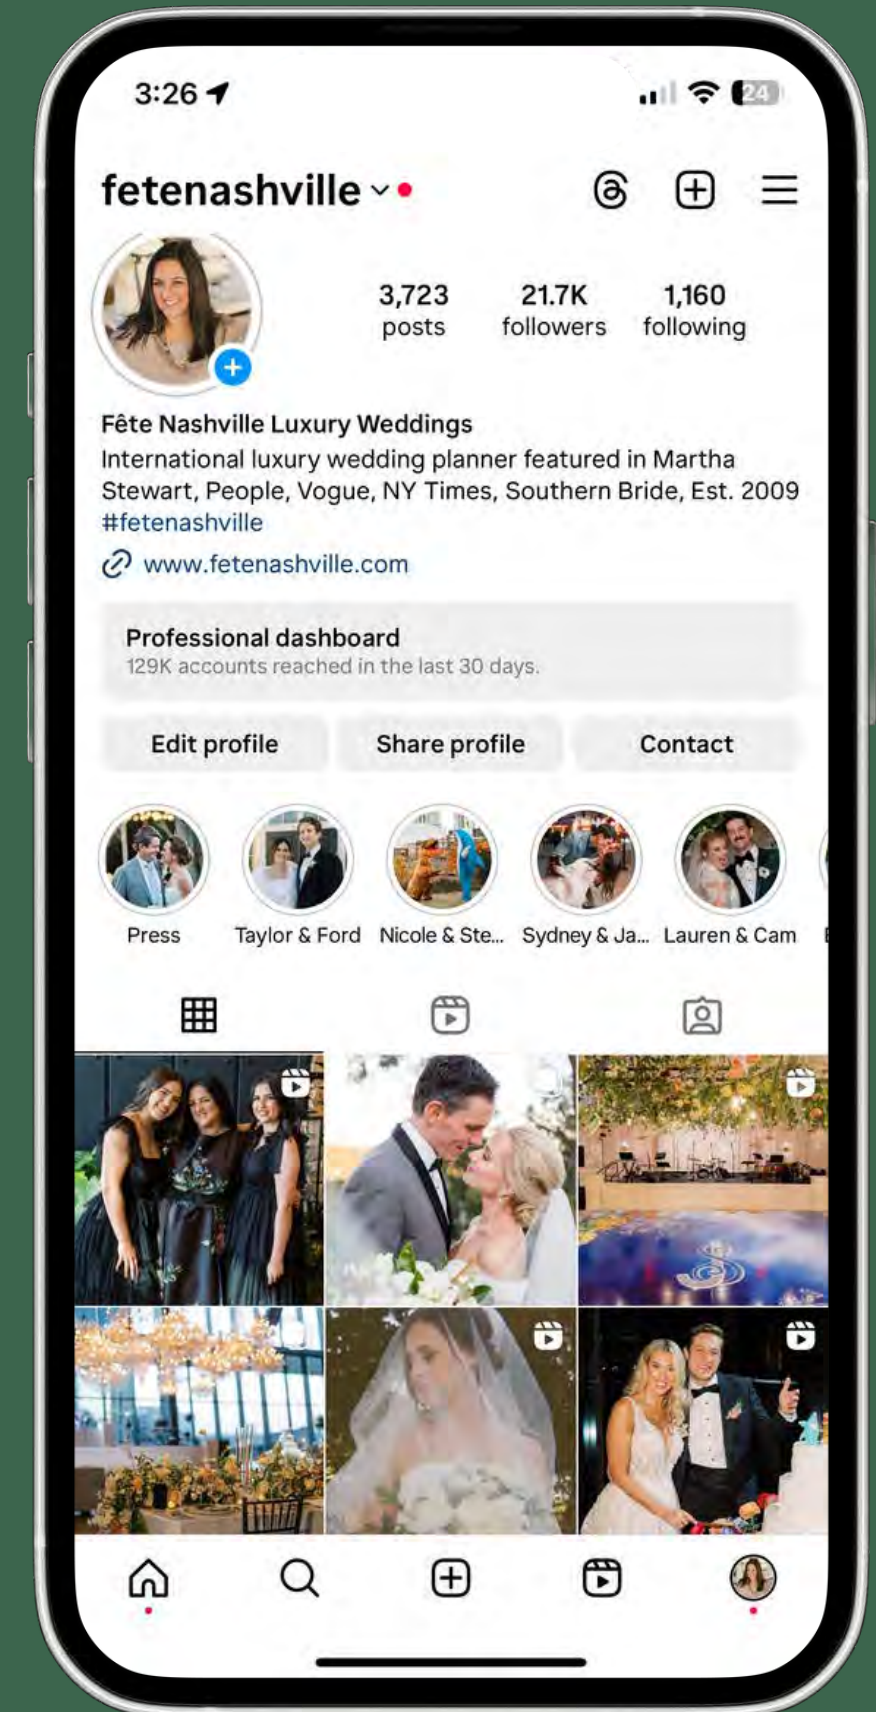 3:26
24
fetenashville
3,723
posts
21.7K
followers
1,160
following
Fête Nashville Luxury Weddings
International luxury wedding planner featured in Martha
Stewart, People, Vogue, NY Times, Southern Bride, Est. 2009
#fetenashville
www.fetenashville.com
Professional dashboard
129K accounts reached in the last 30 days.
Edit profile
Share profile
Contact
Press
Taylor & Ford
Nicole & Ste...
Sydney & Ja...
Lauren & Cam